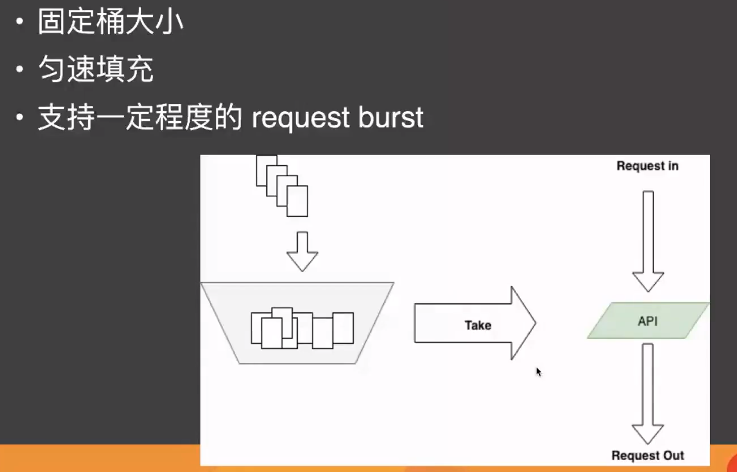 • 固定桶大小
• 匀速填充
• 支持一定程度的 request burst
Request in
Take
API
Request Out